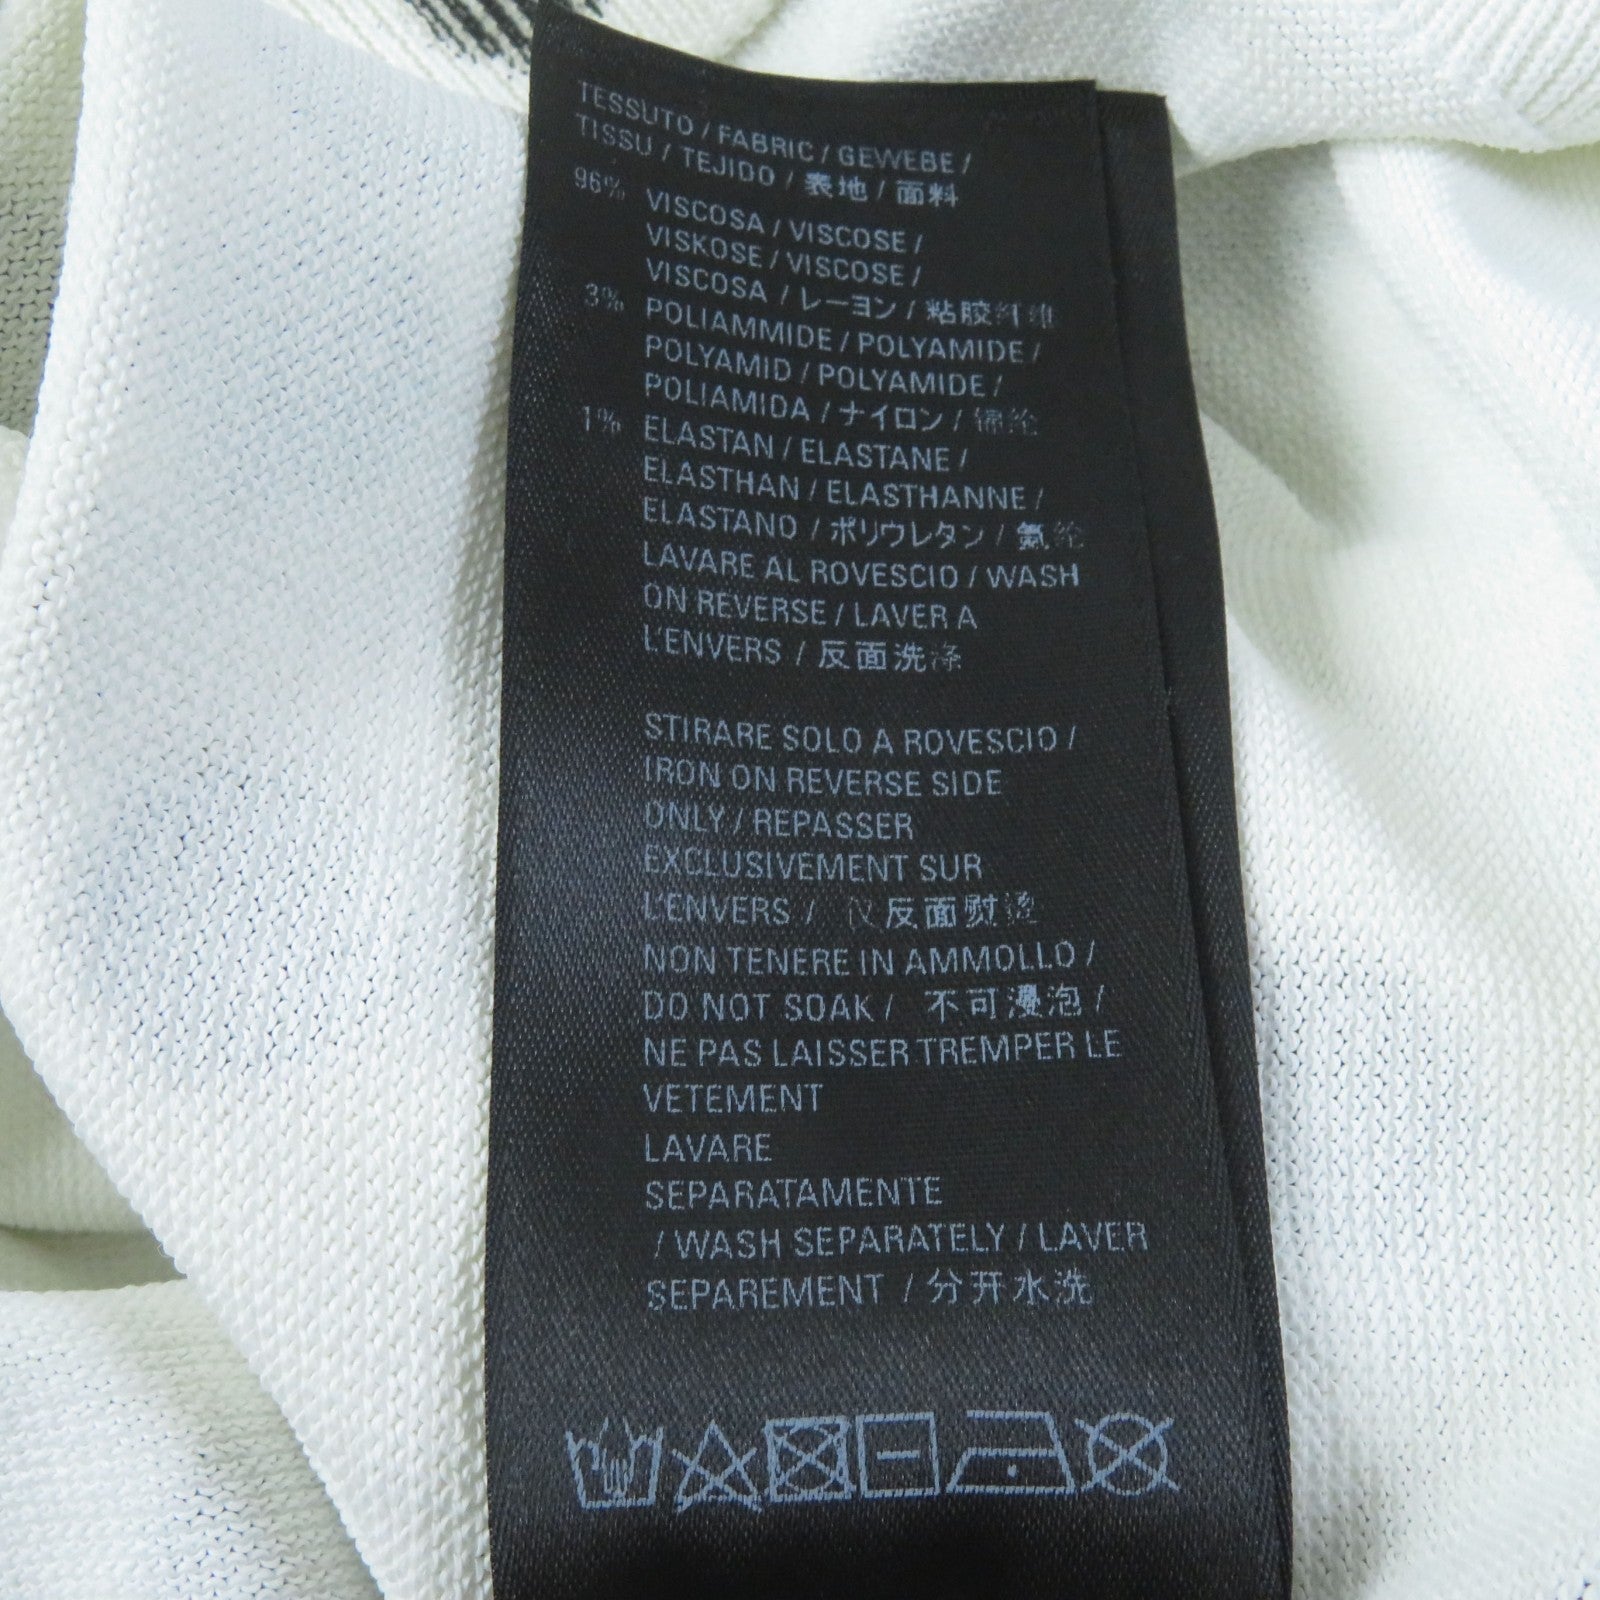 TESSUTO / FABRIC / GEWEBE /
TISSU / TEJIDO / 表地 / 面料
96% VISCOSA / VISCOSE /
VISKOSE / VISCOSE /
VISCOSA / レーヨン / 粘胶纤维
3% POLIAMMIDE / POLYAMIDE /
POLYAMID / POLYAMIDE /
POLIAMIDA / ナイロン / 锦纶
1% ELASTAN / ELASTANE /
ELASTHAN / ELASTHANNE /
ELASTANO / ポリウレタン / 氨纶
LAVARE AL ROVESCIO / WASH
ON REVERSE / LAVER A
L'ENVERS / 反面洗涤
STIRARE SOLO A ROVESCIO /
IRON ON REVERSE SIDE
ONLY / REPASSER
EXCLUSIVEMENT SUR
L'ENVERS / 仅反面熨烫
NON TENERE IN AMMOLLO /
DO NOT SOAK / 不可浸泡 /
NE PAS LAISSER TREMPER LE
VETEMENT
LAVARE
SEPARATAMENTE
/ WASH SEPARATELY / LAVER
SEPAREMENT / 分开水洗